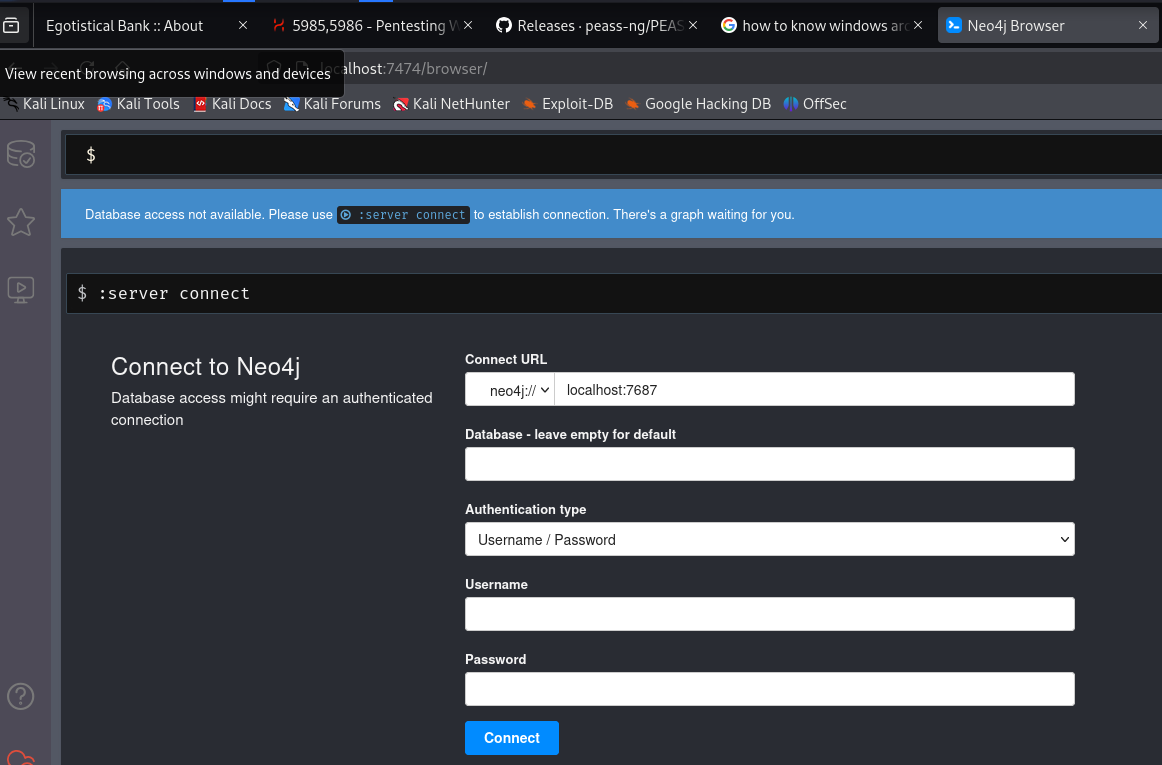 Egotistical Bank :: About
5985,5986 - Pentesting W
Releases · peass-ng/PEAS
how to know windows arc
Neo4j Browser
View recent browsing across windows and devices
localhost:7474/browser/
Kali Linux
Kali Tools
Kali Docs
Kali Forums
Kali NetHunter
Exploit-DB
Google Hacking DB
OffSec
$
Database access not available. Please use :server connect to establish connection. There's a graph waiting for you.
$ :server connect
Connect to Neo4j
Database access might require an authenticated
connection
Connect URL
neo4j://
localhost:7687
Database - leave empty for default
Authentication type
Username / Password
Username
Password
Connect